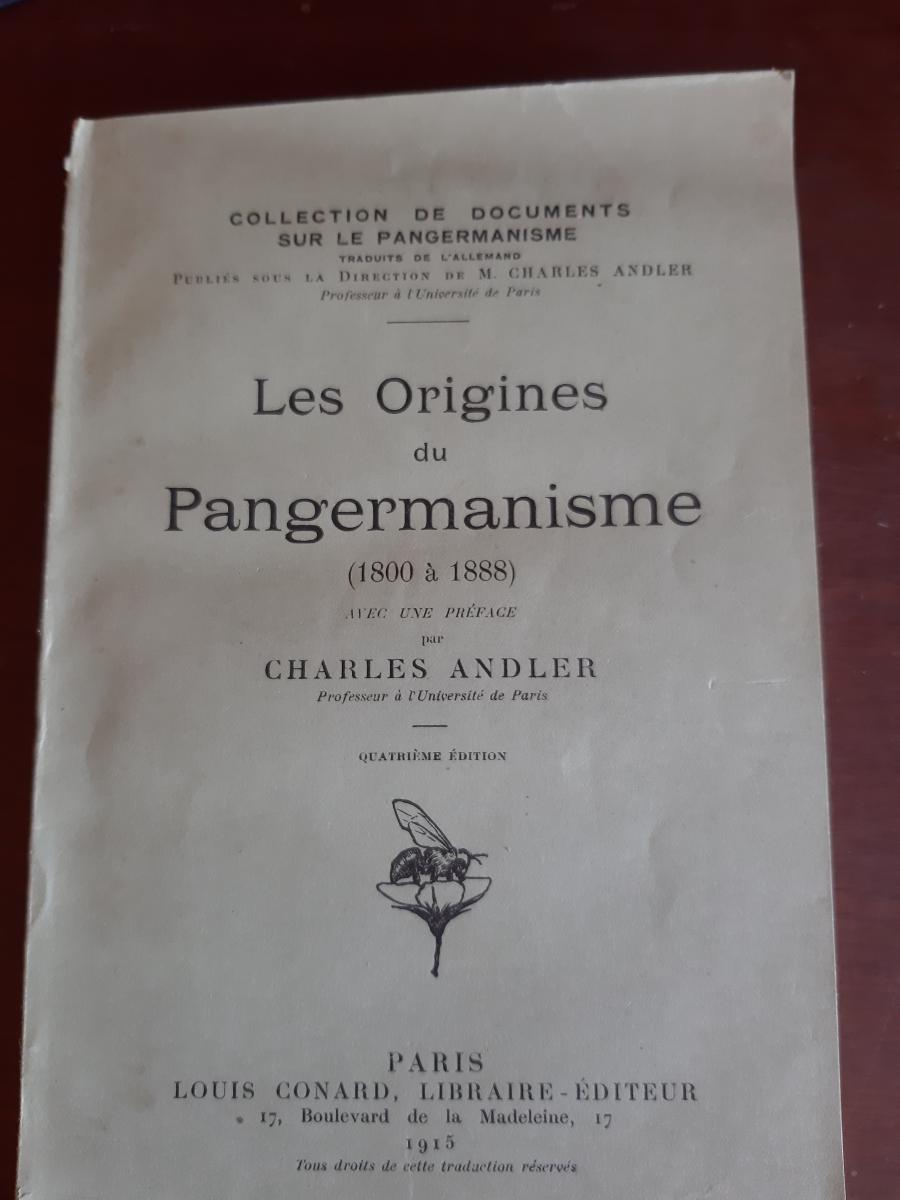 COLLECTION DE DOCUMENTS
SUR LE PANGERMANISME
TRADUITS DE L'ALLEMAND
PUBLIÉS SOUS LA DIRECTION DE M. CHARLES ANDLER
Professeur à l'Université de Paris
Les Origines
du
Pangermanisme
(1800 à 1888)
AVEC UNE PRÉFACE
par
CHARLES ANDLER
Professeur à l'Université de Paris
QUATRIÈME ÉDITION
PARIS
LOUIS CONARD, LIBRAIRE-ÉDITEUR
17, Boulevard de la Madeleine, 17
1915
Tous droits de cette traduction réservés